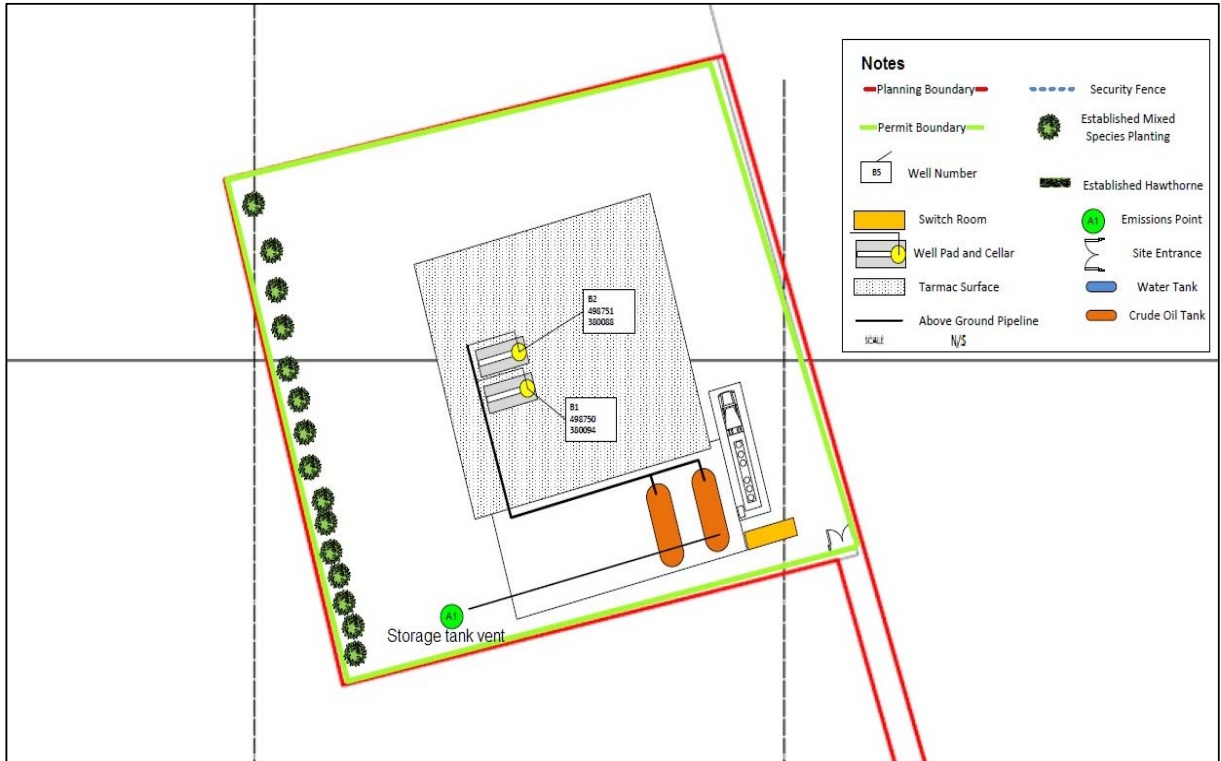 Notes
Planning Boundary
Security Fence
Permit Boundary
Established Mixed
Species Planting
B5
Well Number
Established Hawthorne
Switch Room
A1
Emissions Point
Well Pad and Cellar
Site Entrance
Tarmac Surface
Water Tank
Above Ground Pipeline
Crude Oil Tank
SCALE
N/S
B2
498751
380088
B1
498750
380094
A1
Storage tank vent